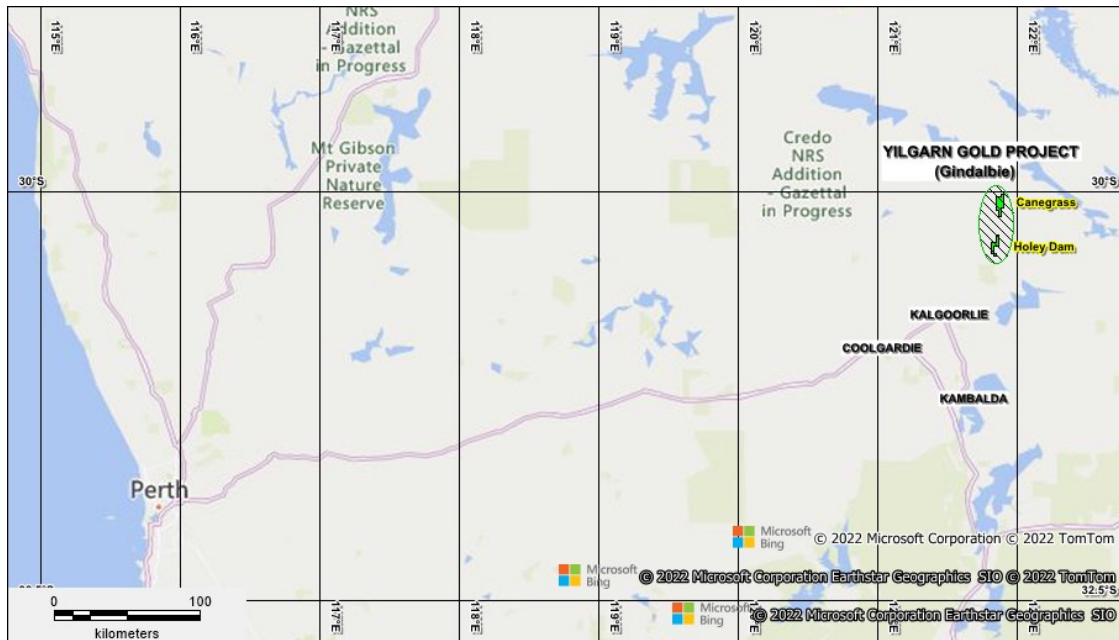 115°E
116°E
117°E
118°E
119°E
120°E
121°E
122°E
NRS
Addition
- Gazettal
in Progress
Mt Gibson
Private
Nature
Reserve
Credo
NRS
Addition
- Gazettal
in Progress
YILGARN GOLD PROJECT
(Gindalbie)
30°S
30°S
Canegrass
Holey Dam
KALGOORLIE
COOLGARDIE
KAMBALDA
Perth
Microsoft
Bing
© 2022 Microsoft Corporation © 2022 TomTom
Microsoft
Bing
© 2022 Microsoft Corporation Earthstar Geographics SIO © 2022 TomTom
32.5°S
Microsoft
Bing
© 2022 Microsoft Corporation Earthstar Geographics SIO
0
100
kilometers
117°E
118°E